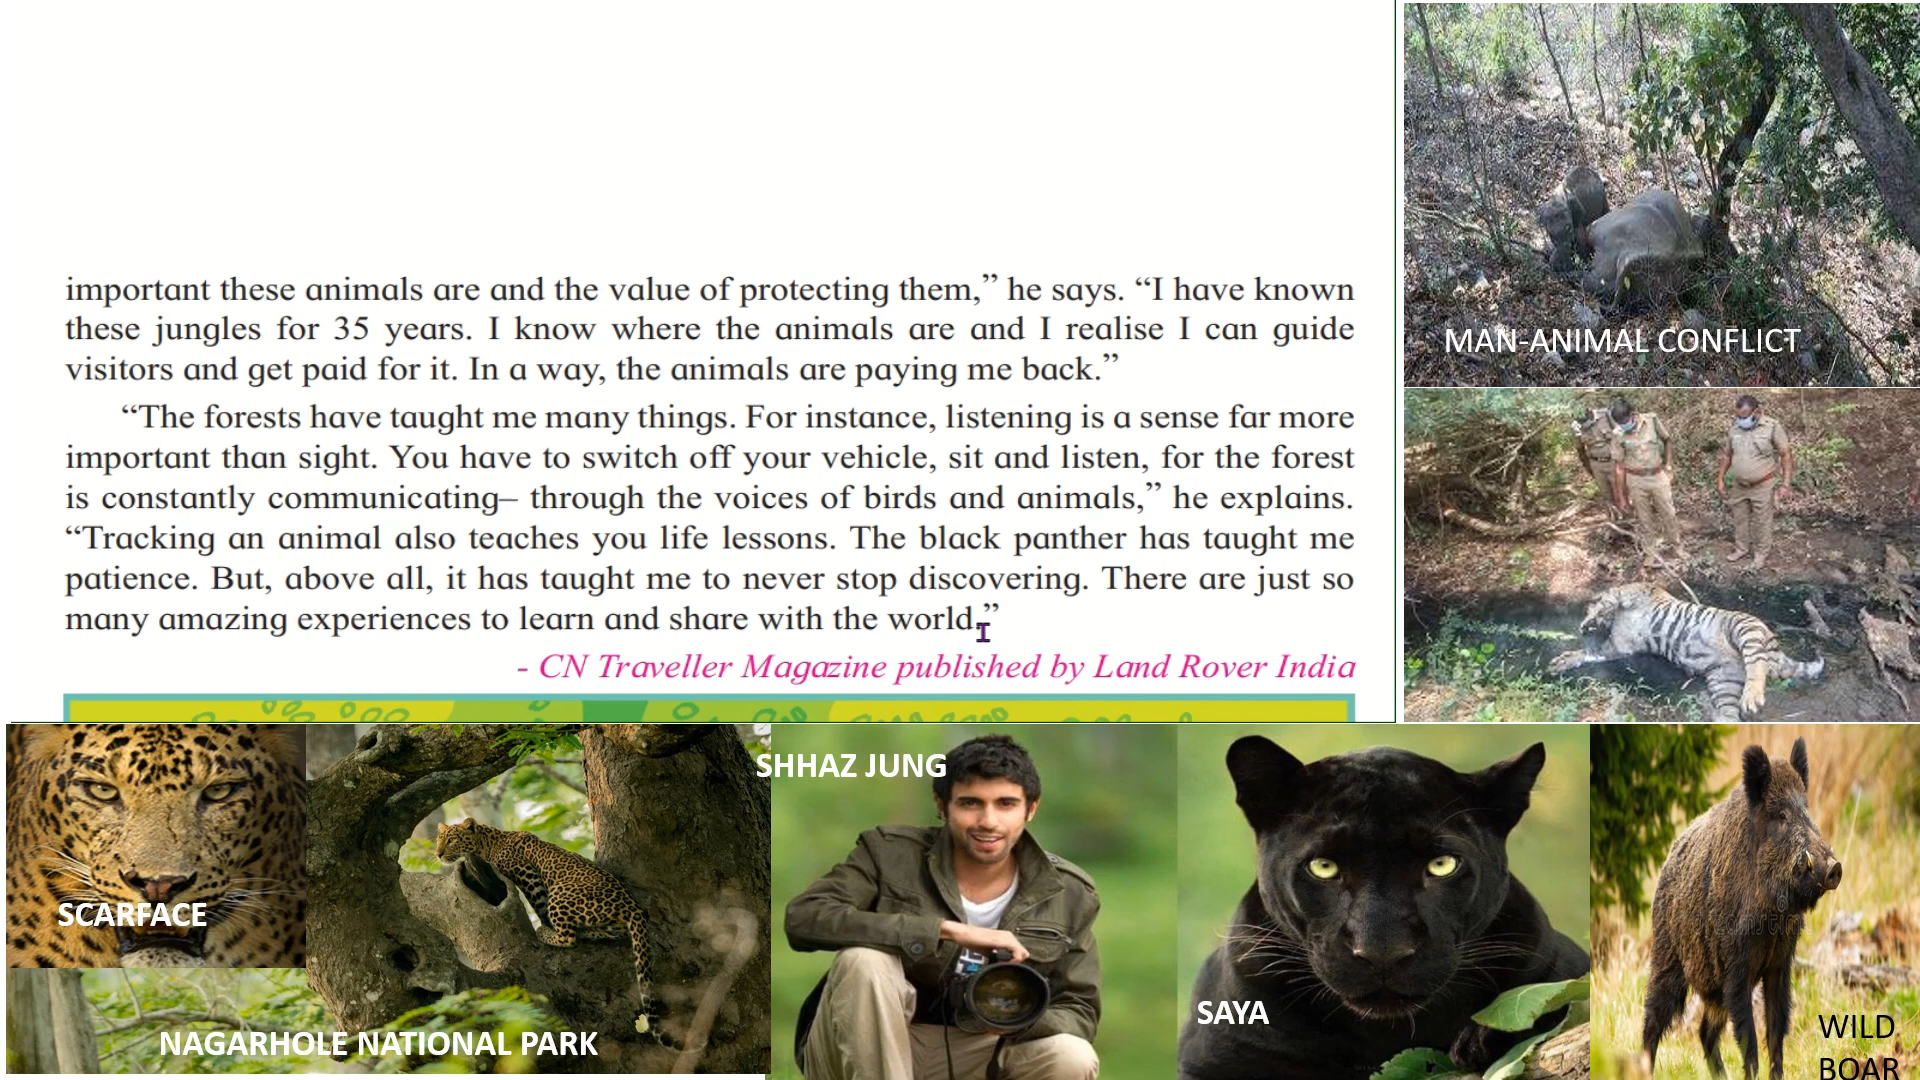 important these animals are and the value of protecting them,” he says. “I have known
these jungles for 35 years. I know where the animals are and I realise I can guide
visitors and get paid for it. In a way, the animals are paying me back.”
“The forests have taught me many things. For instance, listening is a sense far more
important than sight. You have to switch off your vehicle, sit and listen, for the forest
is constantly communicating– through the voices of birds and animals,” he explains.
“Tracking an animal also teaches you life lessons. The black panther has taught me
patience. But, above all, it has taught me to never stop discovering. There are just so
many amazing experiences to learn and share with the world.”
- CN Traveller Magazine published by Land Rover India
MAN-ANIMAL CONFLICT
SCARFACE
NAGARHOLE NATIONAL PARK
SHHAZ JUNG
SAYA
WILD
BOAR